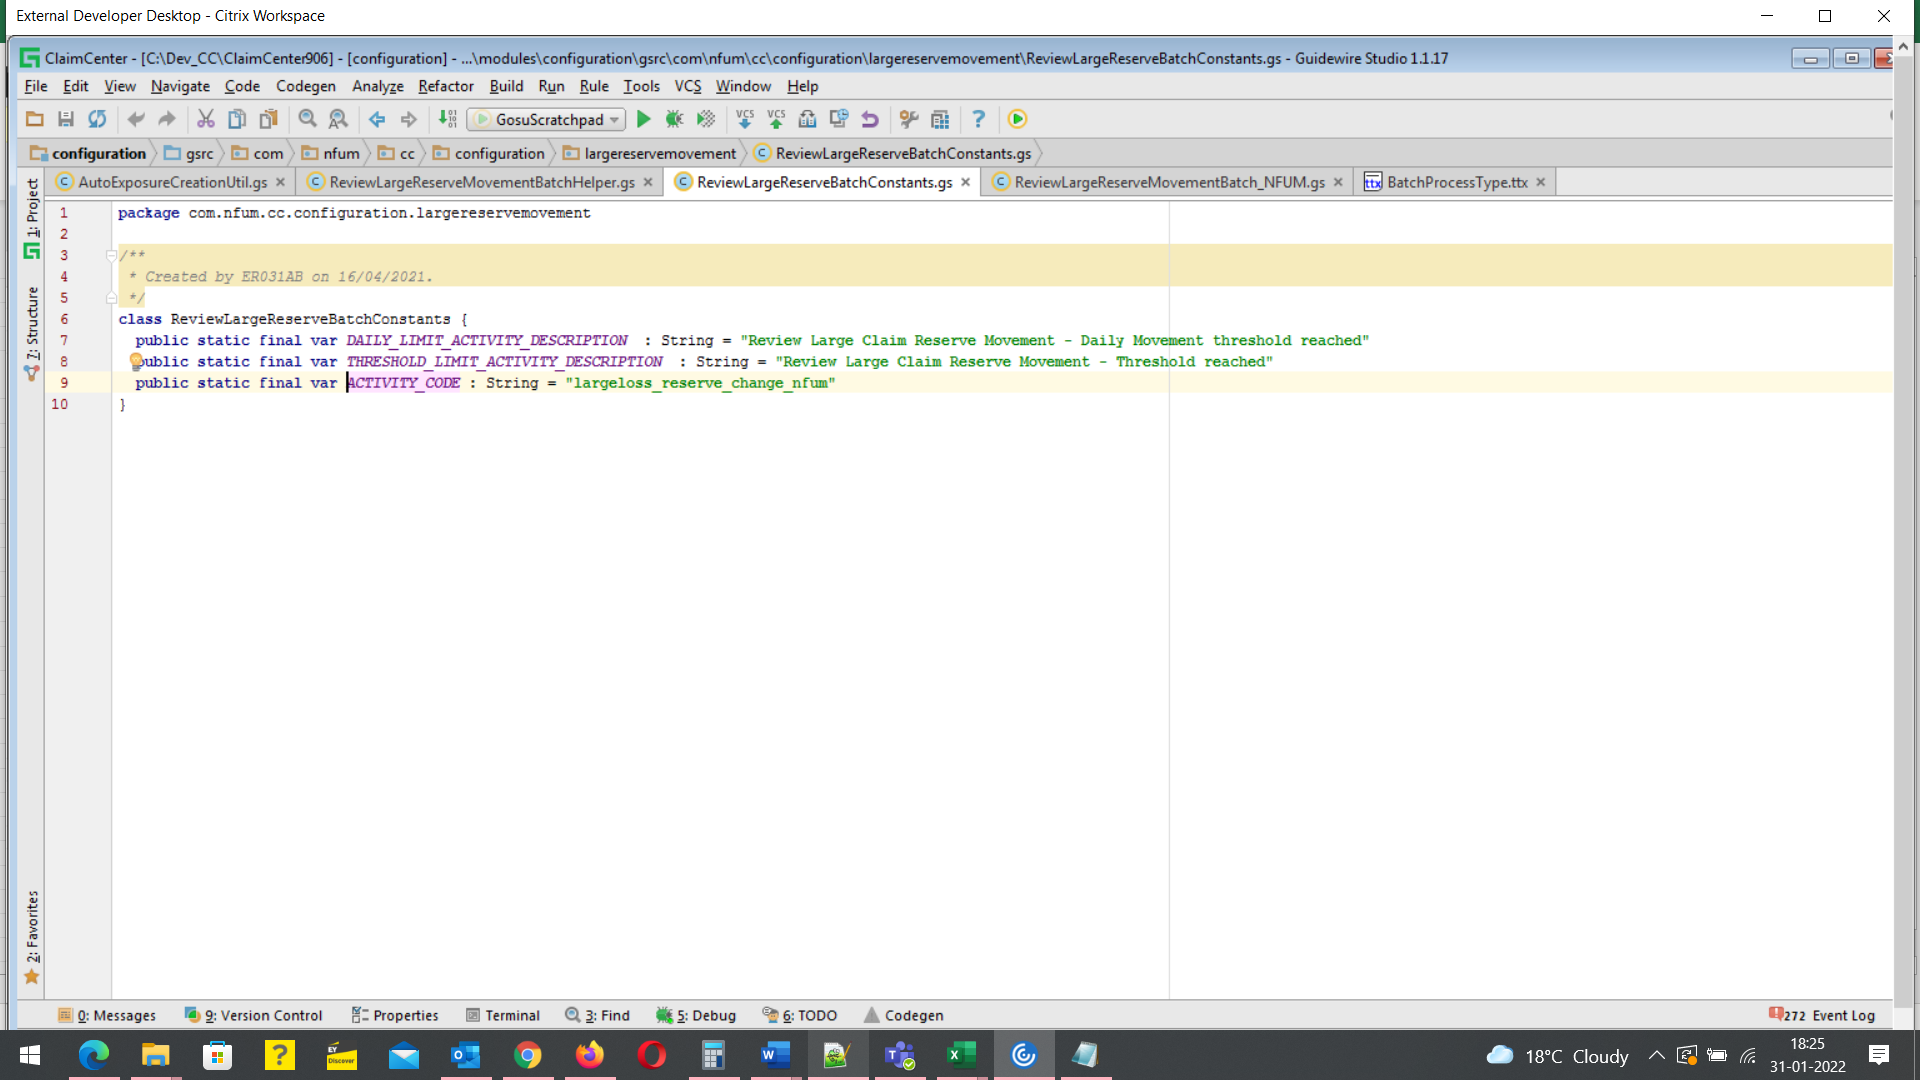 External Developer Desktop - Citrix Workspace
ClaimCenter - [C:\Dev_CC\ClaimCenter906] - [configuration] - ...\modules\configuration\gsrc\com\nfum\cc\configuration\largereservemovement\ReviewLargeReserveBatchConstants.gs - Guidewire Studio 1.1.17
File Edit View Navigate Code Codegen Analyze Refactor Build Run Rule Tools VCS Window Help
GosuScratchpad VCS VCS
configuration gsrc com nfum cc configuration largereservemovement ReviewLargeReserveBatchConstants.gs
AutoExposureCreationUtil.gs ReviewLargeReserveMovementBatchHelper.gs ReviewLargeReserveBatchConstants.gs ReviewLargeReserveMovementBatch_NFUM.gs ttx BatchProcessType.ttx
1: Project
7: Structure
2: Favorites
1 package com.nfum.cc.configuration.largereservemovement
2
3 /**
4 * Created by ER031AB on 16/04/2021.
5 */
6 class ReviewLargeReserveBatchConstants {
7 public static final var DAILY_LIMIT_ACTIVITY_DESCRIPTION : String = "Review Large Claim Reserve Movement - Daily Movement threshold reached"
8 public static final var THRESHOLD_LIMIT_ACTIVITY_DESCRIPTION : String = "Review Large Claim Reserve Movement - Threshold reached"
9 public static final var ACTIVITY_CODE : String = "largeloss_reserve_change_nfum"
10 }
0: Messages 9: Version Control Properties Terminal 3: Find 5: Debug 6: TODO Codegen 272 Event Log
EY Discover
18°C Cloudy
18:25
31-01-2022